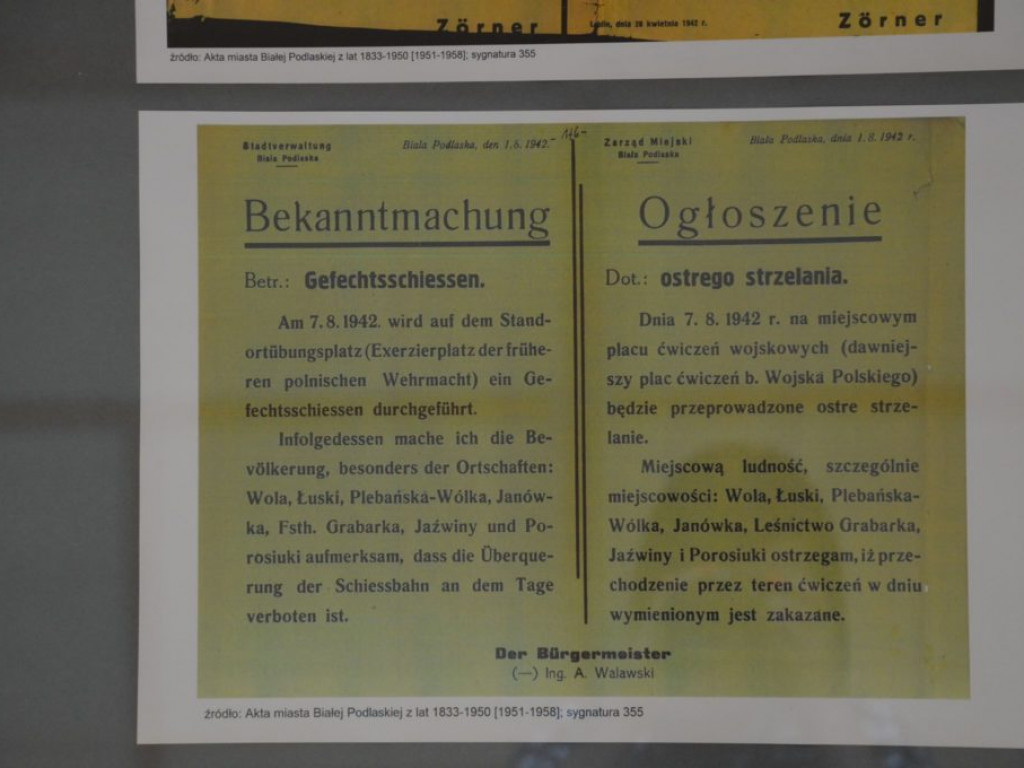 Zörner
Lublin, dnia 28 kwietnia 1942 r.
Zörner
źródło: Akta miasta Białej Podlaskiej z lat 1833-1950 [1951-1958]; sygnatura 355
Stadtverwaltung
Biala Podlaska
Biala Podlaska, den 1.8.1942.
Bekanntmachung
Betr.: Gefechtsschiessen.
Am 7.8.1942. wird auf dem Stand-
ortübungsplatz (Exerzierplatz der frühe-
ren polnischen Wehrmacht) ein Ge-
fechtsschiessen durchgeführt.
Infolgedessen mache ich die Be-
völkerung, besonders der Ortschaften:
Wola, Łuski, Plebańska-Wólka, Janów-
ka, Fsth. Grabarka, Jaźwiny und Po-
rosiuki aufmerksam, dass die Überque-
rung der Schiessbahn an dem Tage
verboten ist.
Zarząd Miejski
Biała Podlaska
Biała Podlaska, dnia 1.8.1942 r.
Ogłoszenie
Dot.: ostrego strzelania.
Dnia 7. 8. 1942 r. na miejscowym
placu ćwiczeń wojskowych (dawniej-
szy plac ćwiczeń b. Wojska Polskiego)
będzie przeprowadzone ostre strze-
lanie.
Miejscową ludność, szczególnie
miejscowości: Wola, Łuski, Plebańska-
Wólka, Janówka, Leśnictwo Grabarka,
Jaźwiny i Porosiuki ostrzegam, iż prze-
chodzenie przez teren ćwiczeń w dniu
wymienionym jest zakazane.
Der Bürgermeister
(—) Ing. A. Walawski
źródło: Akta miasta Białej Podlaskiej z lat 1833-1950 [1951-1958]; sygnatura 355